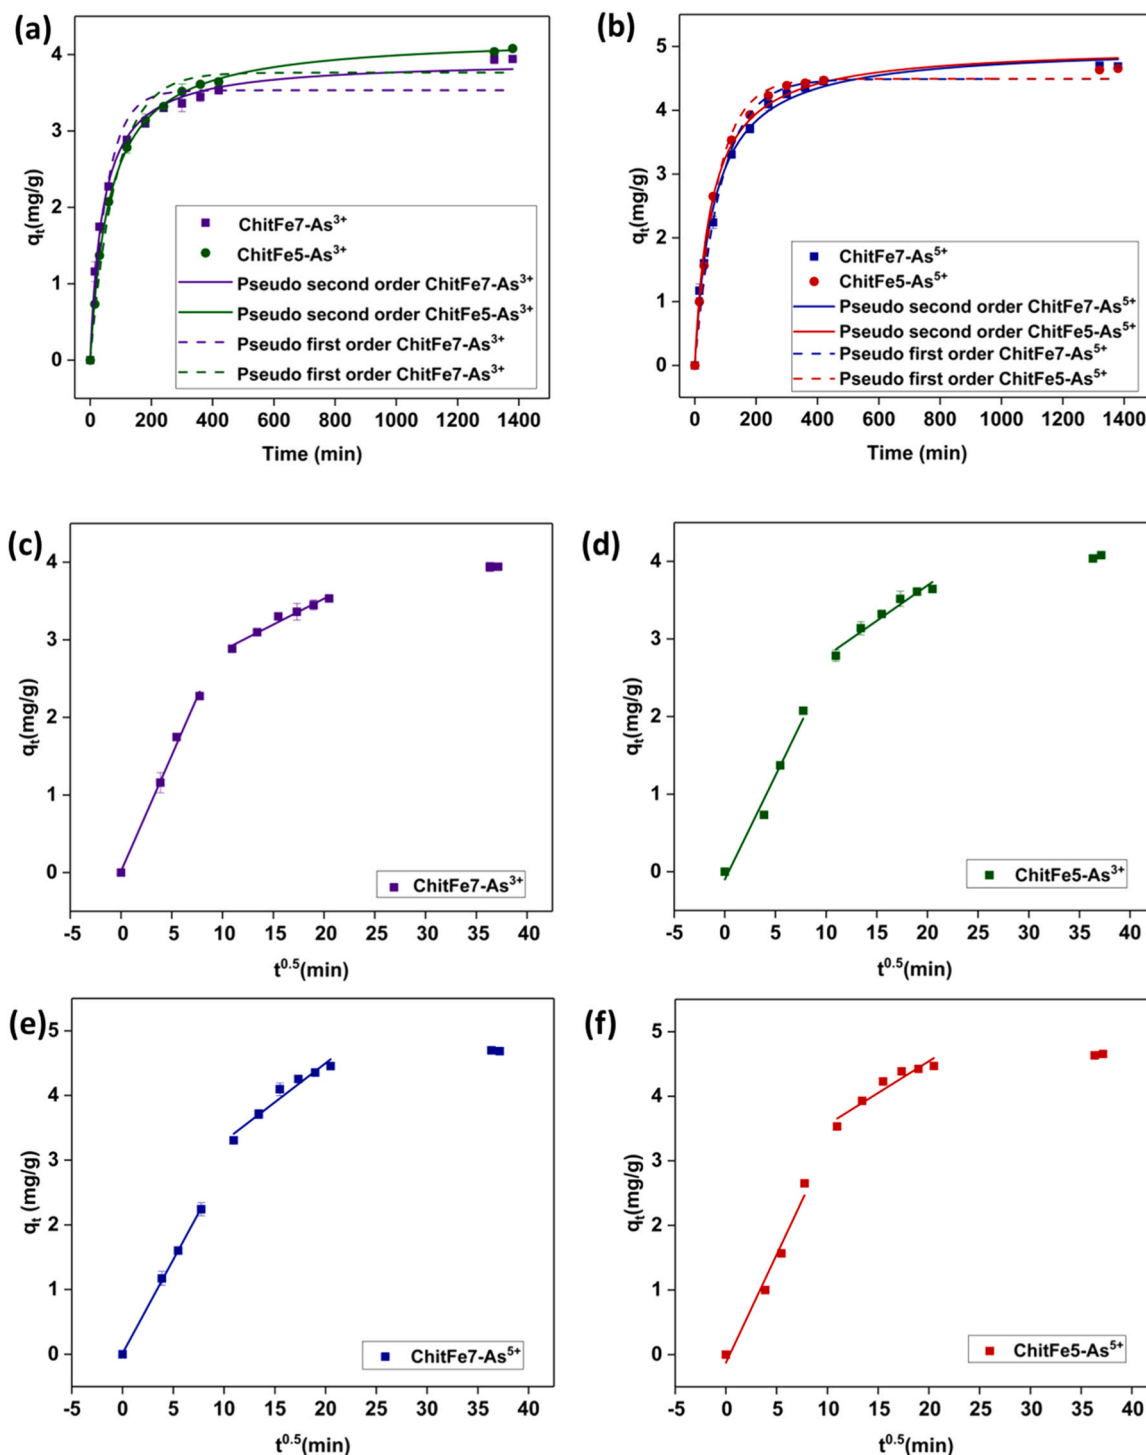 (a)
4
3
2
1
0
qt(mg/g)
ChitFe7-As3+
ChitFe5-As3+
Pseudo second order ChitFe7-As3+
Pseudo second order ChitFe5-As3+
Pseudo first order ChitFe7-As3+
Pseudo first order ChitFe7-As3+
0 200 400 600 800 1000 1200 1400
Time (min)
(b)
5
4
3
2
1
0
qt(mg/g)
ChitFe7-As5+
ChitFe5-As5+
Pseudo second order ChitFe7-As5+
Pseudo second order ChitFe5-As5+
Pseudo first order ChitFe7-As5+
Pseudo first order ChitFe5-As5+
0 200 400 600 800 1000 1200 1400
Time (min)
(c)
4
3
2
1
0
qt(mg/g)
ChitFe7-As3+
-5 0 5 10 15 20 25 30 35 40
t0.5(min)
(d)
4
3
2
1
0
qt(mg/g)
ChitFe5-As3+
-5 0 5 10 15 20 25 30 35 40
t0.5(min)
(e)
5
4
3
2
1
0
qt (mg/g)
ChitFe7-As5+
-5 0 5 10 15 20 25 30 35 40
t0.5(min)
(f)
5
4
3
2
1
0
qt(mg/g)
ChitFe5-As5+
-5 0 5 10 15 20 25 30 35 40
t0.5(min)